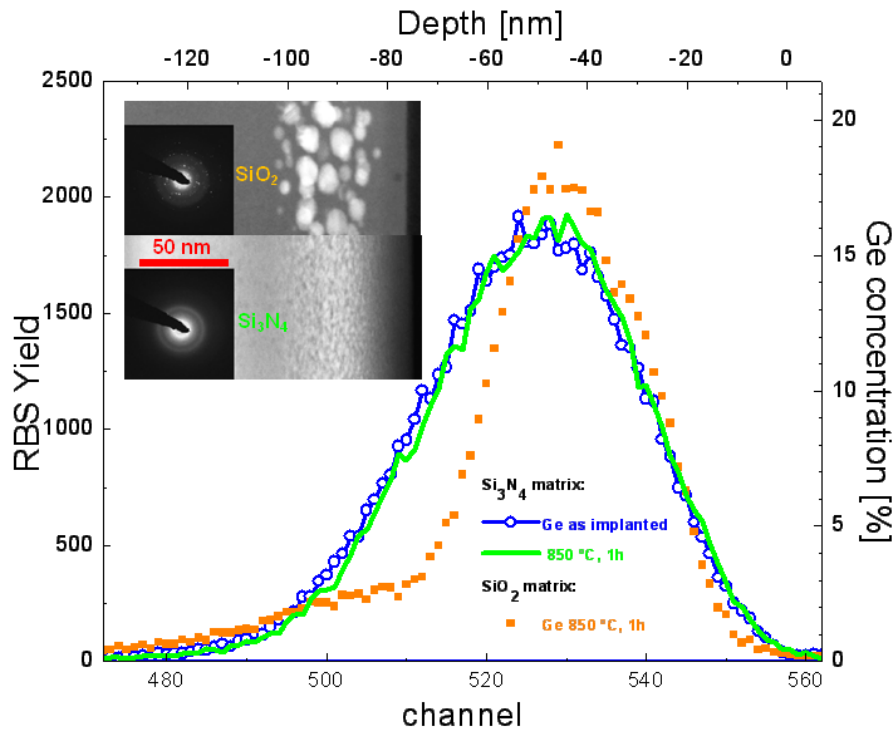 Depth [nm]
-120 -100 -80 -60 -40 -20 0
2500
2000
1500
1000
500
0
RBS Yield
20
15
10
5
0
Ge concentration [%]
SiO2
50 nm
Si3N4
Si3N4 matrix:
Ge as implanted
850 °C, 1h
SiO2 matrix:
Ge 850 °C, 1h
480 500 520 540 560
channel